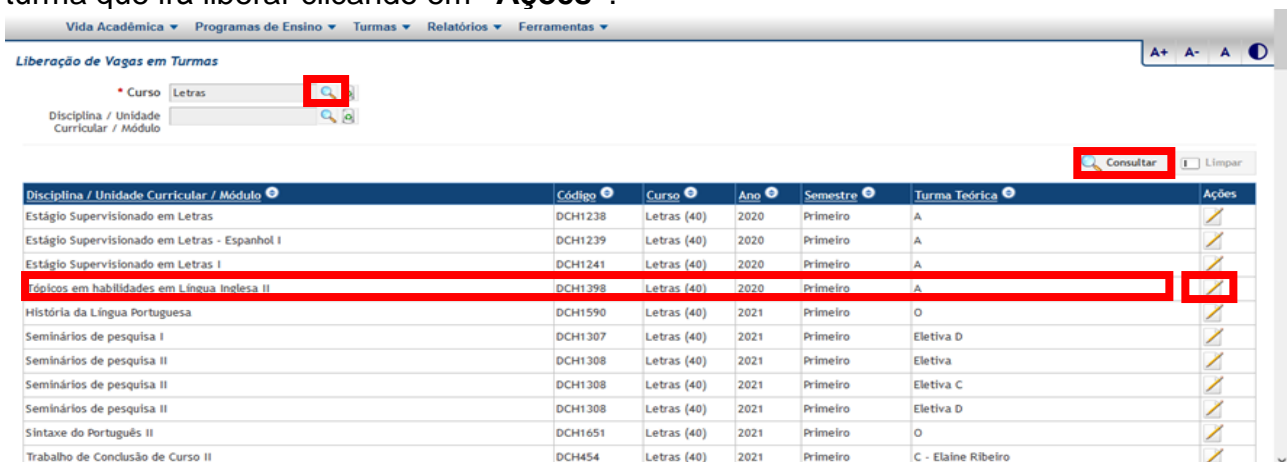 turma que irá liberar clicando em "Ações".
Vida Acadêmica Programas de Ensino Turmas Relatórios Ferramentas
A+ A- A
Liberação de Vagas em Turmas
* Curso Letras
Disciplina / Unidade
Curricular / Módulo
Consultar Limpar
Disciplina / Unidade Curricular / Módulo Código Curso Ano Semestre Turma Teórica Ações
Estágio Supervisionado em Letras DCH1238 Letras (40) 2020 Primeiro A
Estágio Supervisionado em Letras - Espanhol I DCH1239 Letras (40) 2020 Primeiro A
Estágio Supervisionado em Letras I DCH1241 Letras (40) 2020 Primeiro A
Tópicos em habilidades em Língua Inglesa II DCH1398 Letras (40) 2020 Primeiro A
História da Língua Portuguesa DCH1590 Letras (40) 2021 Primeiro O
Seminários de pesquisa I DCH1307 Letras (40) 2021 Primeiro Eletiva D
Seminários de pesquisa II DCH1308 Letras (40) 2021 Primeiro Eletiva
Seminários de pesquisa II DCH1308 Letras (40) 2021 Primeiro Eletiva C
Seminários de pesquisa II DCH1308 Letras (40) 2021 Primeiro Eletiva D
Sintaxe do Português II DCH1651 Letras (40) 2021 Primeiro O
Trabalho de Conclusão de Curso II DCH454 Letras (40) 2021 Primeiro C - Elaine Ribeiro